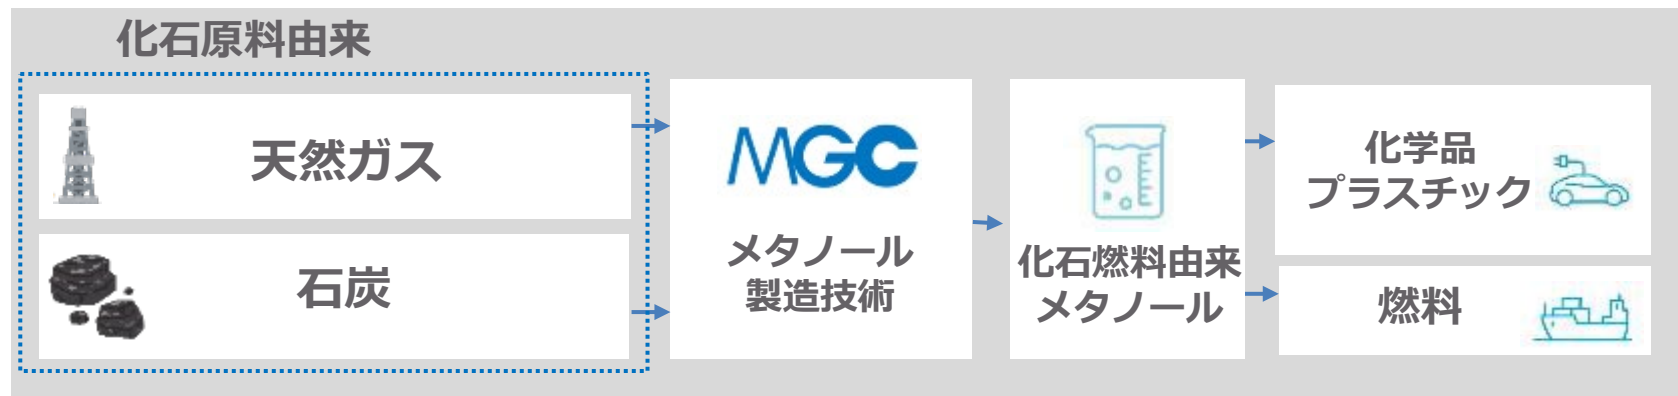 化石原料由来
天然ガス
石炭
MGC
メタノール
製造技術
化石燃料由来
メタノール
化学品
プラスチック
燃料